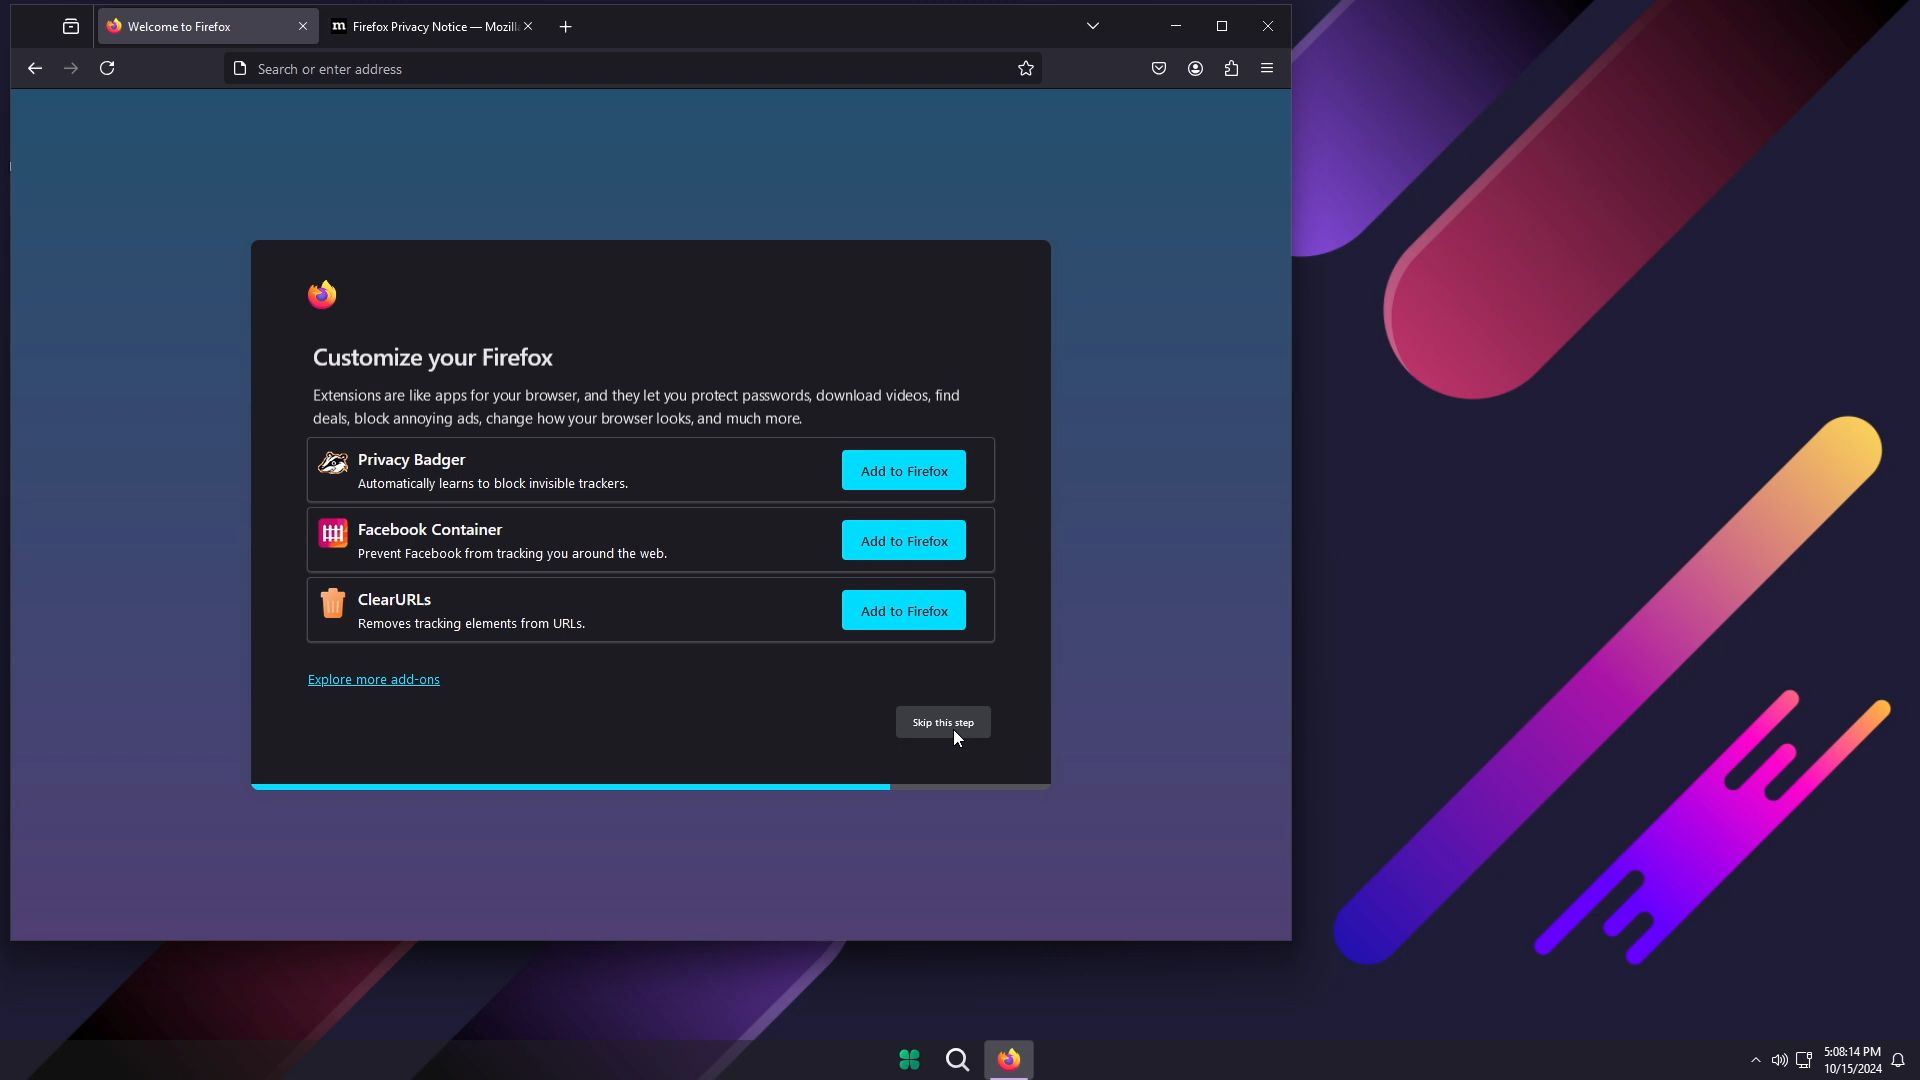 Welcome to Firefox
m Firefox Privacy Notice — Mozill
Search or enter address
Customize your Firefox
Extensions are like apps for your browser, and they let you protect passwords, download videos, find
deals, block annoying ads, change how your browser looks, and much more.
Privacy Badger
Automatically learns to block invisible trackers.
Add to Firefox
Facebook Container
Prevent Facebook from tracking you around the web.
Add to Firefox
ClearURLs
Removes tracking elements from URLs.
Add to Firefox
Explore more add-ons
Skip this step
5:08:14 PM
10/15/2024